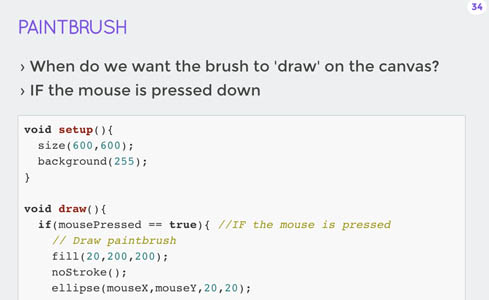 34
PAINTBRUSH
› When do we want the brush to 'draw' on the canvas?
› IF the mouse is pressed down
void setup(){
  size(600,600);
  background(255);
}
void draw(){
  if(mousePressed == true){ //IF the mouse is pressed
    // Draw paintbrush
    fill(20,200,200);
    noStroke();
    ellipse(mouseX,mouseY,20,20);